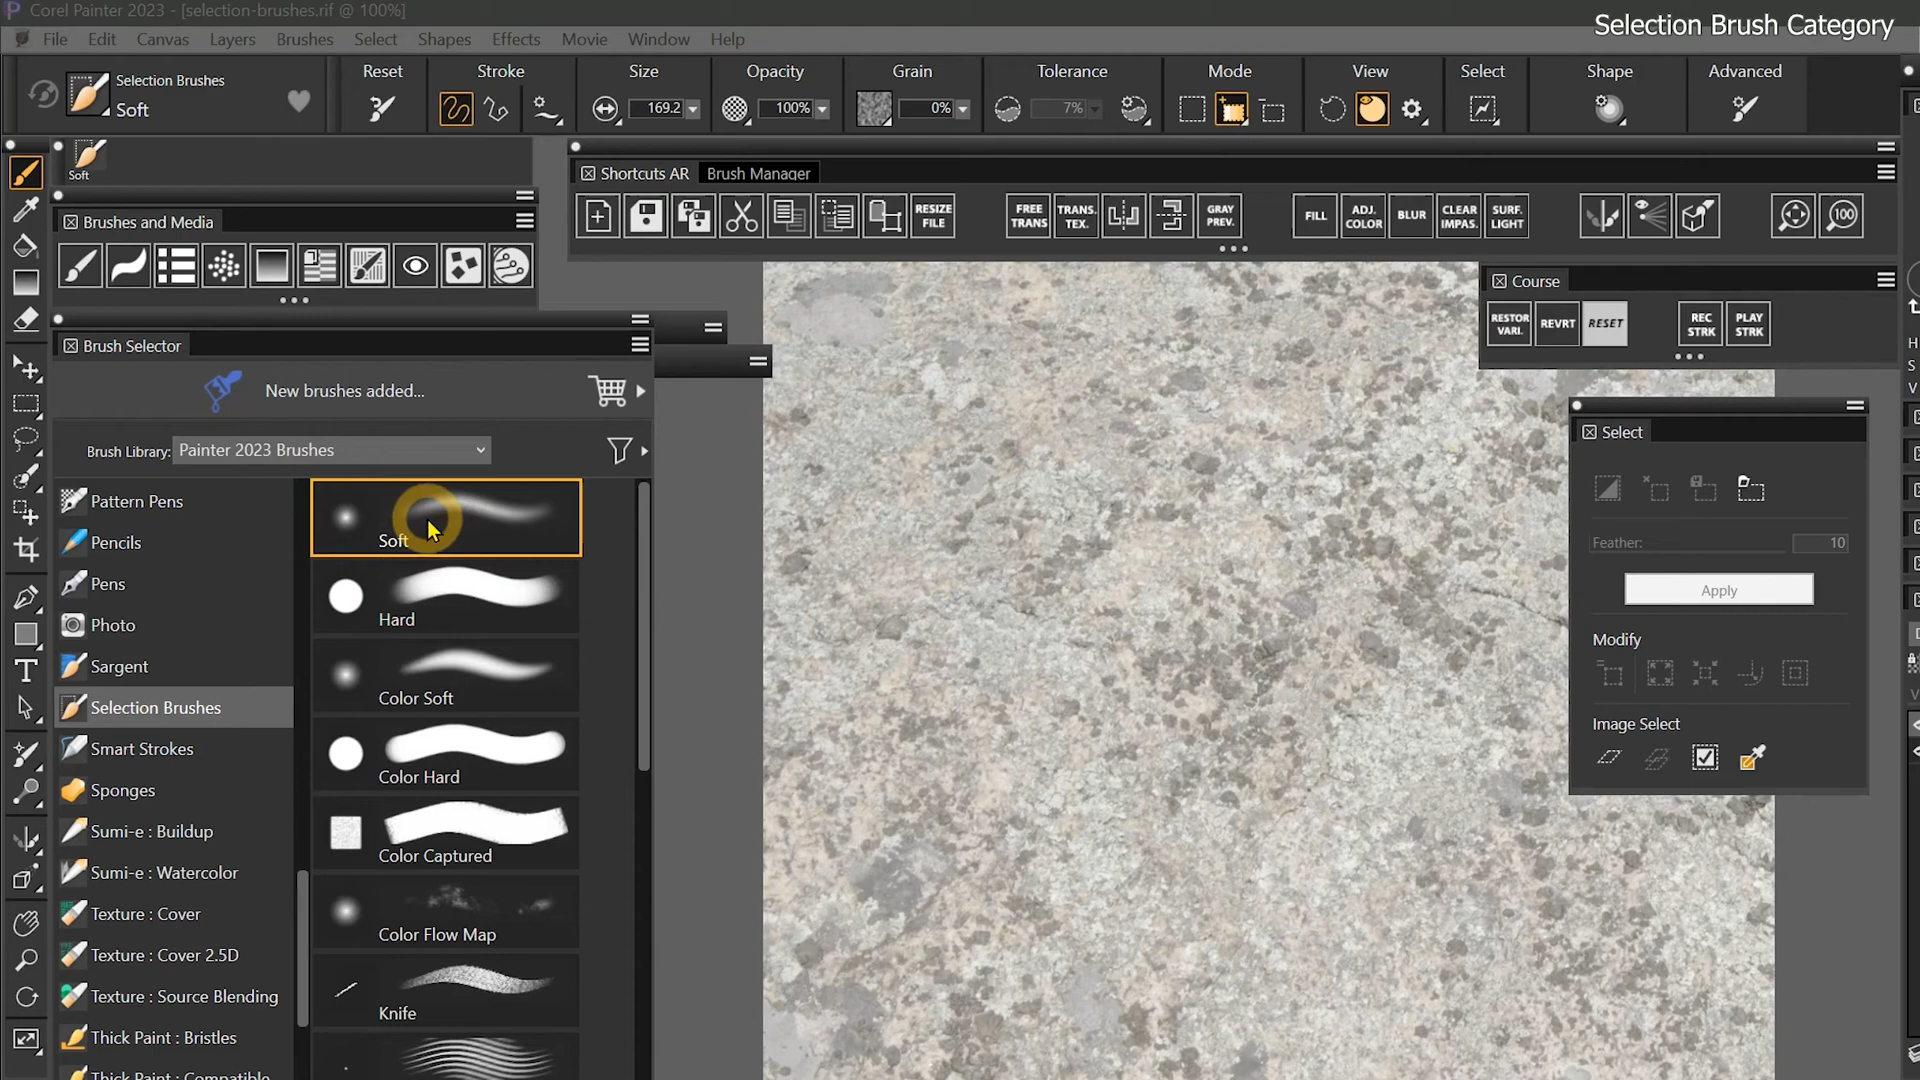 Corel Painter 2023 - [selection-brushes.rif @ 100%]
Selection Brush Category
File Edit Canvas Layers Brushes Select Shapes Effects Movie Window Help
Selection Brushes
Soft
Reset Stroke Size Opacity Grain Tolerance Mode View Select Shape Advanced
169.2 100% 0% 7%
Soft
Shortcuts AR Brush Manager
RESIZE FILE
FREE TRANS
TRANS. TEX.
GRAY PREV.
FILL
ADJ. COLOR
BLUR
CLEAR IMPAS.
SURF. LIGHT
100
Brushes and Media
Course
RESTOR VARI.
REVRT
RESET
REC STRK
PLAY STRK
Brush Selector
New brushes added...
Brush Library: Painter 2023 Brushes
Pattern Pens
Pencils
Pens
Photo
Sargent
Selection Brushes
Smart Strokes
Sponges
Sumi-e : Buildup
Sumi-e : Watercolor
Texture : Cover
Texture : Cover 2.5D
Texture : Source Blending
Thick Paint : Bristles
Thick Paint : Compatible
Soft
Hard
Color Soft
Color Hard
Color Captured
Color Flow Map
Knife
Select
Feather: 10
Apply
Modify
Image Select
H
S
V